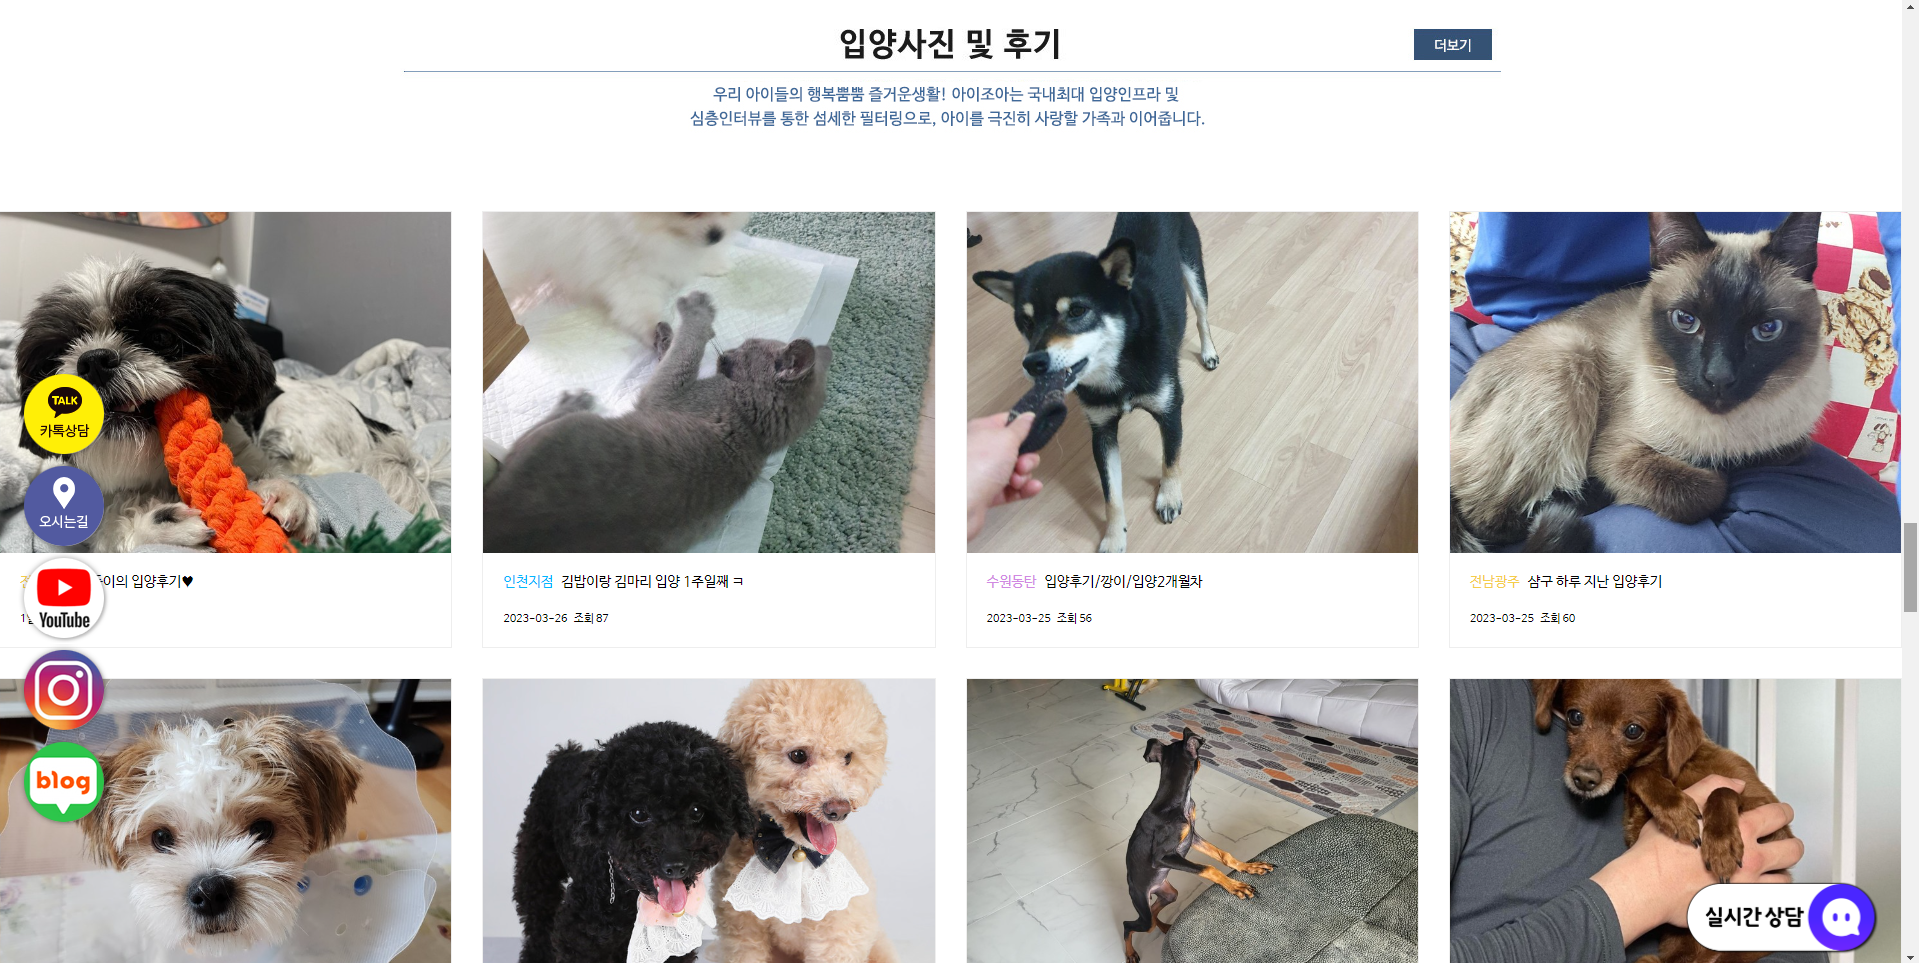 입양사진 및 후기
더보기
우리 아이들의 행복뿜뿜 즐거운생활! 아이조아는 국내최대 입양인프라 및
심층인터뷰를 통한 섬세한 필터링으로, 아이를 극진히 사랑할 가족과 이어줍니다.
TALK
카톡상담
오시는길
YouTube
blog
입양후기♥
인천지점 김밥이랑 김마리 입양 1주일째 ㅋ
2023-03-26 조회 87
수원동탄 입양후기/깡이/입양2개월차
2023-03-25 조회 56
전남광주 샴구 하루 지난 입양후기
2023-03-25 조회 60
실시간 상담